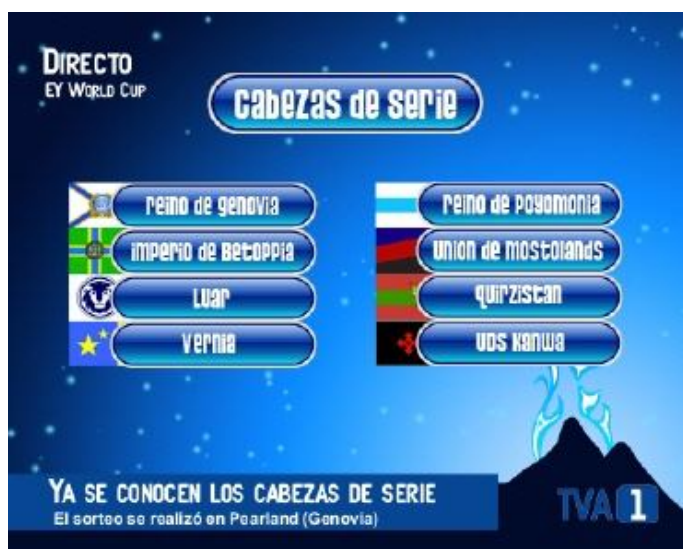 DIRECTO
EY WORLD CUP
cabezas de serie
reino de genovia
imperio de Betoppia
Luar
Vernia
reino de poyomonia
union de mostolands
quirzistan
UDS Kanwa
YA SE CONOCEN LOS CABEZAS DE SERIE
El sorteo se realizó en Pearland (Genovia)
TVA 1